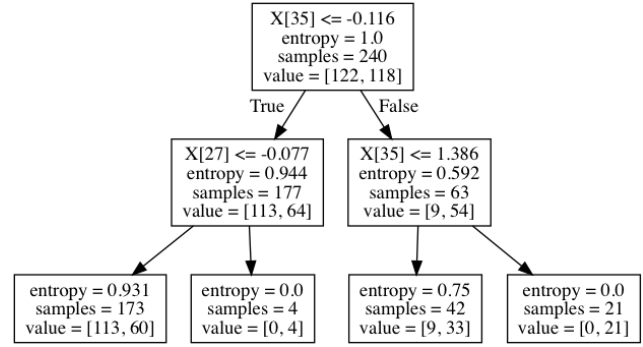 X[35] <= -0.116
entropy = 1.0
samples = 240
value = [122, 118]
True
False
X[27] <= -0.077
entropy = 0.944
samples = 177
value = [113, 64]
X[35] <= 1.386
entropy = 0.592
samples = 63
value = [9, 54]
entropy = 0.931
samples = 173
value = [113, 60]
entropy = 0.0
samples = 4
value = [0, 4]
entropy = 0.75
samples = 42
value = [9, 33]
entropy = 0.0
samples = 21
value = [0, 21]